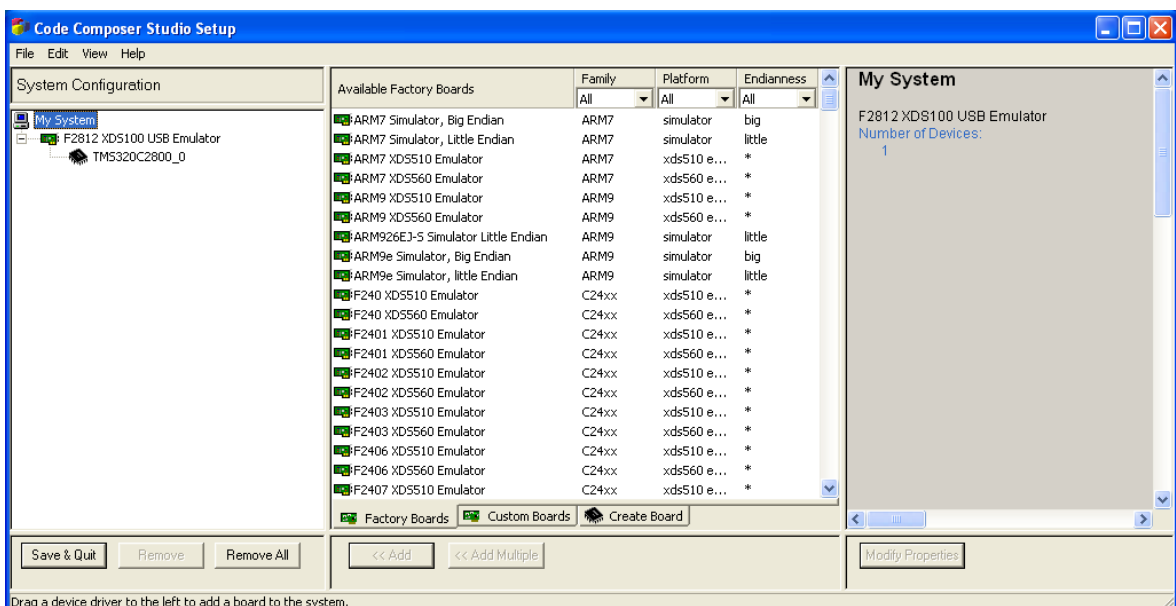 Code Composer Studio Setup
File Edit View Help
System Configuration
My System
F2812 XDS100 USB Emulator
TMS320C2800_0
Available Factory Boards Family Platform Endianness
All All All
ARM7 Simulator, Big Endian ARM7 simulator big
ARM7 Simulator, Little Endian ARM7 simulator little
ARM7 XDS510 Emulator ARM7 xds510 e... *
ARM7 XDS560 Emulator ARM7 xds560 e... *
ARM9 XDS510 Emulator ARM9 xds510 e... *
ARM9 XDS560 Emulator ARM9 xds560 e... *
ARM926EJ-S Simulator Little Endian ARM9 simulator little
ARM9e Simulator, Big Endian ARM9 simulator big
ARM9e Simulator, little Endian ARM9 simulator little
F240 XDS510 Emulator C24xx xds510 e... *
F240 XDS560 Emulator C24xx xds560 e... *
F2401 XDS510 Emulator C24xx xds510 e... *
F2401 XDS560 Emulator C24xx xds560 e... *
F2402 XDS510 Emulator C24xx xds510 e... *
F2402 XDS560 Emulator C24xx xds560 e... *
F2403 XDS510 Emulator C24xx xds510 e... *
F2403 XDS560 Emulator C24xx xds560 e... *
F2406 XDS510 Emulator C24xx xds510 e... *
F2406 XDS560 Emulator C24xx xds560 e... *
F2407 XDS510 Emulator C24xx xds510 e... *
Factory Boards Custom Boards Create Board
My System
F2812 XDS100 USB Emulator
Number of Devices:
1
Save & Quit Remove Remove All << Add << Add Multiple Modify Properties
Drag a device driver to the left to add a board to the system.